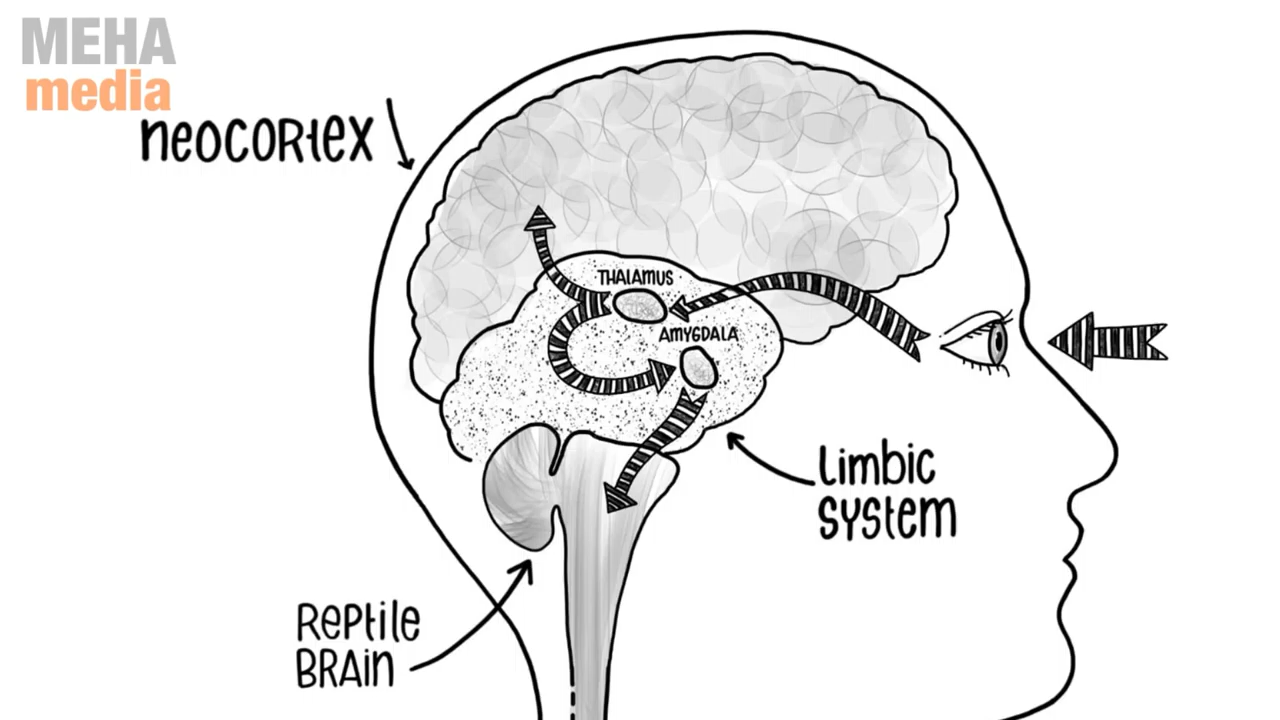 MEHA
media
neocortex
THALAMUS
AMYGDALA
Limbic
system
Reptile
BRAin